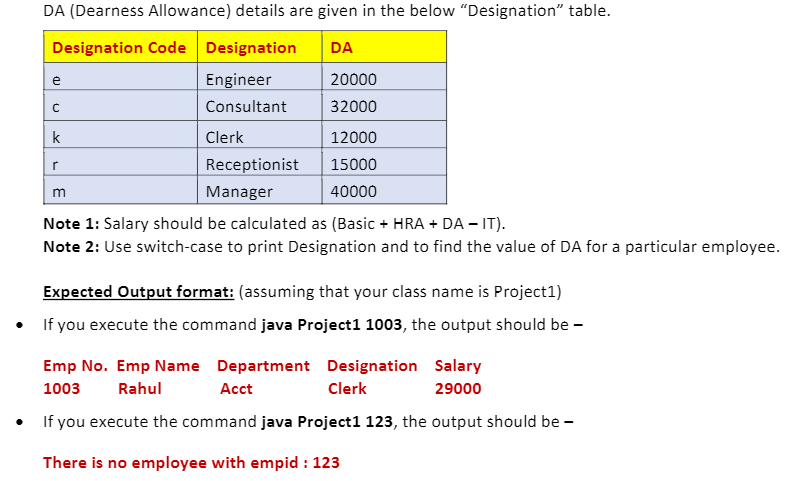 DA (Dearness Allowance) details are given in the below “Designation” table.
Designation Code Designation DA
e Engineer 20000
c Consultant 32000
k Clerk 12000
r Receptionist 15000
m Manager 40000
Note 1: Salary should be calculated as (Basic + HRA + DA – IT).
Note 2: Use switch-case to print Designation and to find the value of DA for a particular employee.
Expected Output format: (assuming that your class name is Project1)
• If you execute the command java Project1 1003, the output should be –
Emp No. Emp Name Department Designation Salary
1003 Rahul Acct Clerk 29000
• If you execute the command java Project1 123, the output should be –
There is no employee with empid : 123